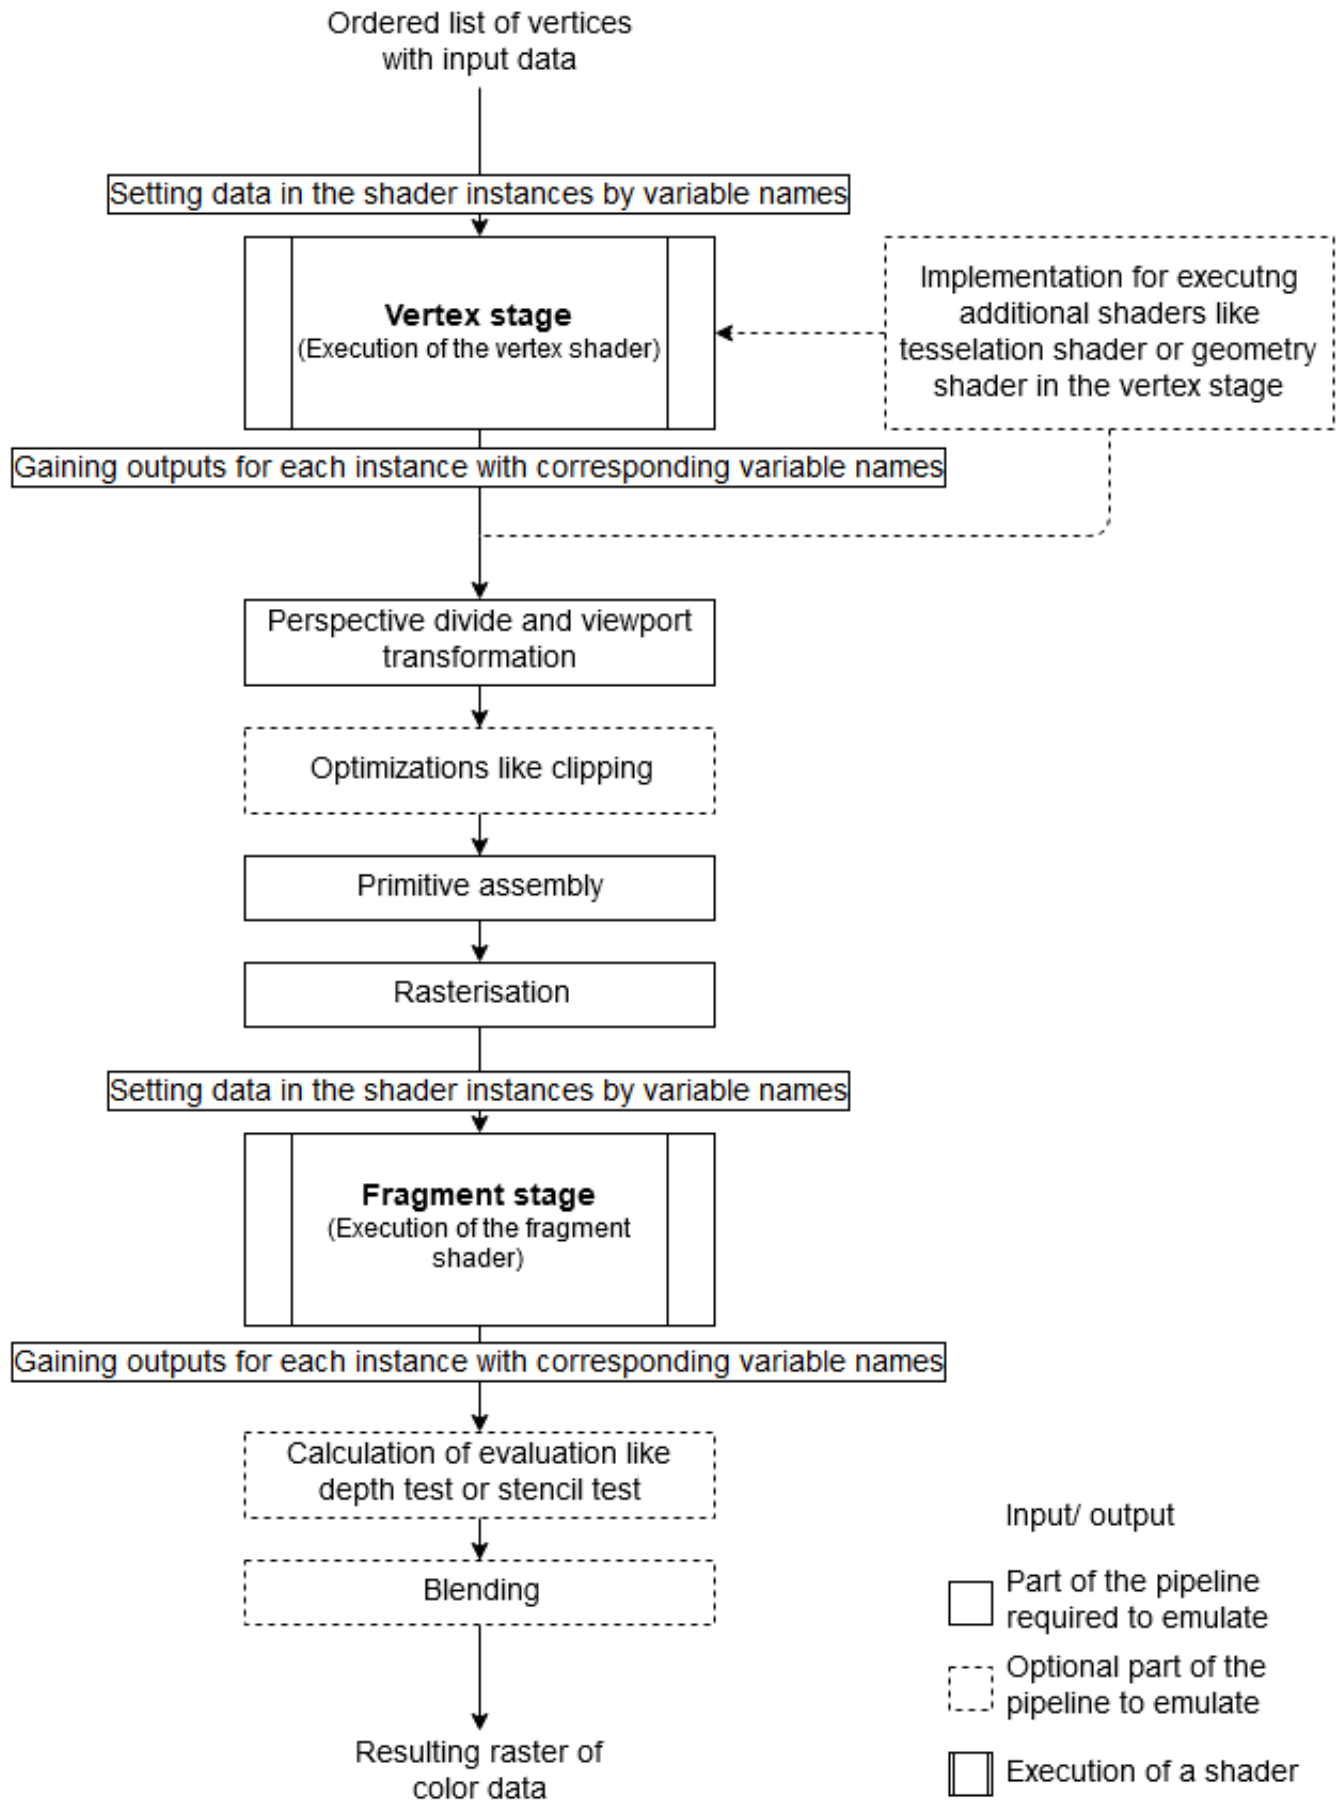 Ordered list of vertices
with input data
Setting data in the shader instances by variable names
Vertex stage
(Execution of the vertex shader)
Implementation for executng
additional shaders like
tesselation shader or geometry
shader in the vertex stage
Gaining outputs for each instance with corresponding variable names
Perspective divide and viewport
transformation
Optimizations like clipping
Primitive assembly
Rasterisation
Setting data in the shader instances by variable names
Fragment stage
(Execution of the fragment
shader)
Gaining outputs for each instance with corresponding variable names
Calculation of evaluation like
depth test or stencil test
Blending
Resulting raster of
color data
Input/ output
Part of the pipeline
required to emulate
Optional part of the
pipeline to emulate
Execution of a shader